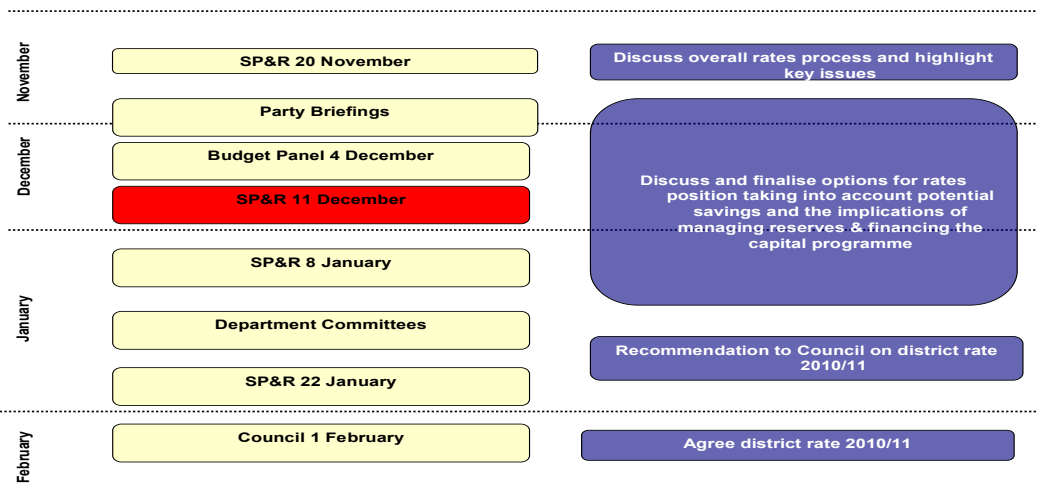 November
SP&R 20 November
Discuss overall rates process and highlight
key issues
Party Briefings
December
Budget Panel 4 December
SP&R 11 December
Discuss and finalise options for rates
position taking into account potential
savings and the implications of
managing reserves & financing the
capital programme
January
SP&R 8 January
Department Committees
Recommendation to Council on district rate
2010/11
SP&R 22 January
February
Council 1 February
Agree district rate 2010/11